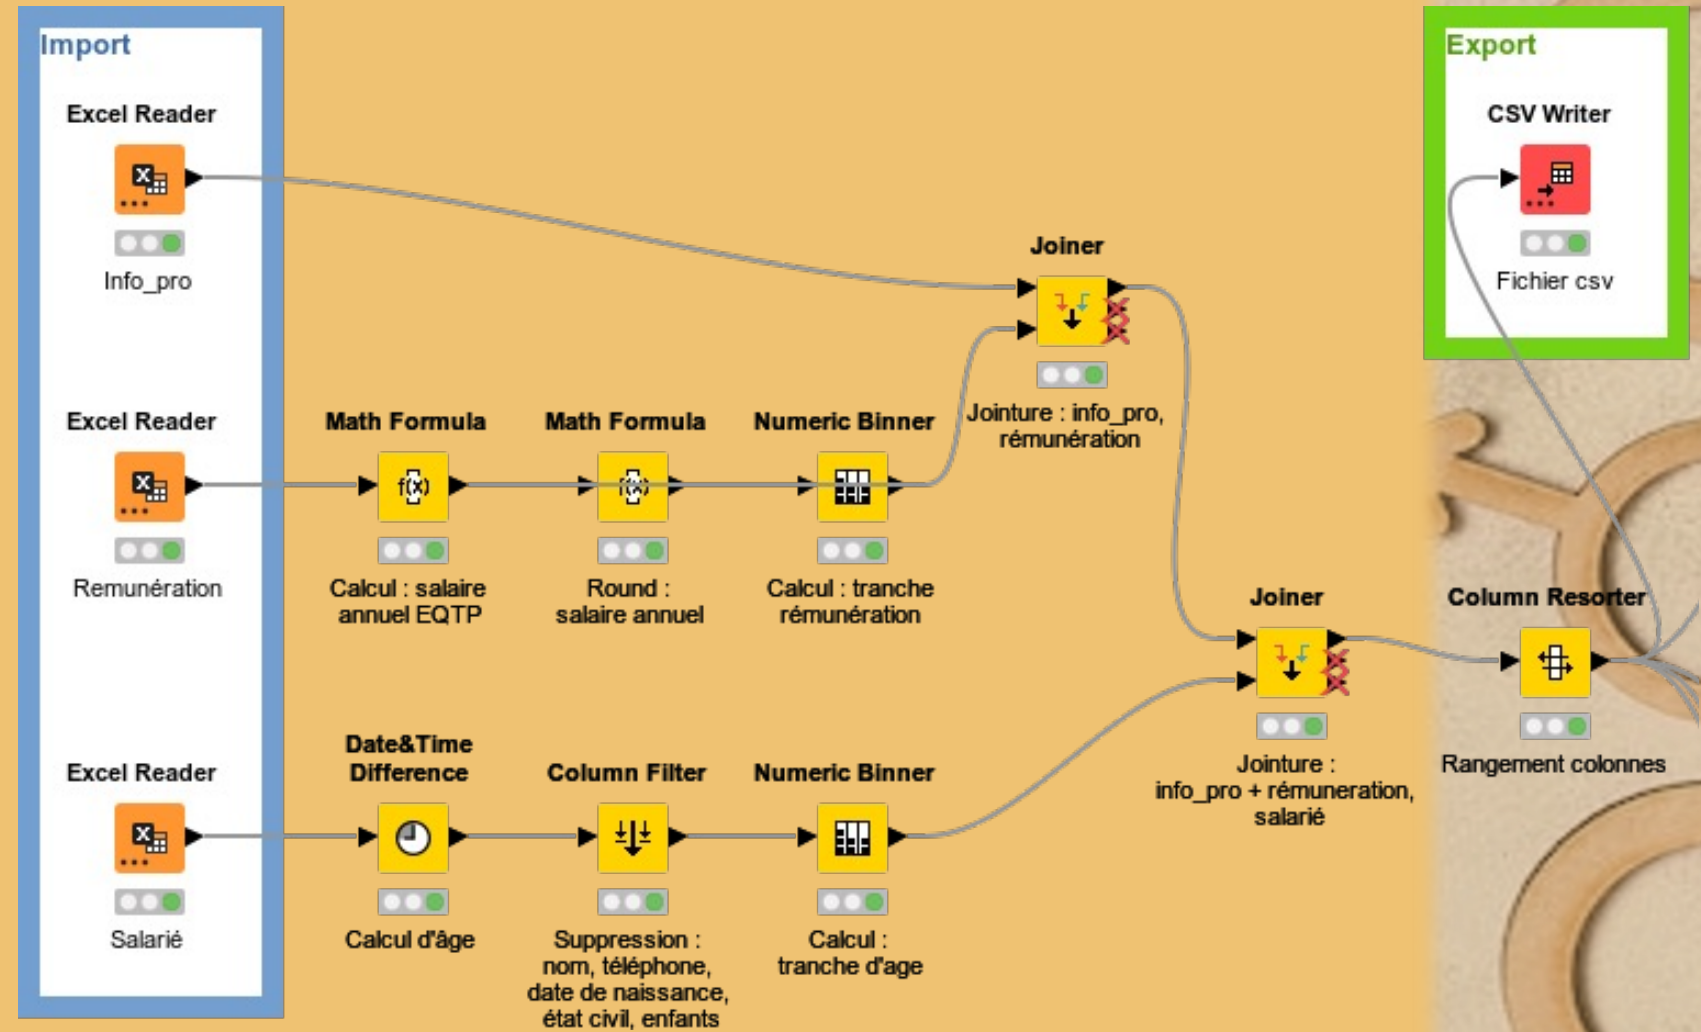 Import
Excel Reader
Info_pro
Excel Reader
Remunération
Excel Reader
Salarié
Math Formula
Calcul : salaire
annuel EQTP
Math Formula
Round :
salaire annuel
Numeric Binner
Calcul : tranche
rémunération
Date&Time
Difference
Calcul d'âge
Column Filter
Suppression :
nom, téléphone,
date de naissance,
état civil, enfants
Numeric Binner
Calcul :
tranche d'age
Joiner
Jointure : info_pro,
rémunération
Joiner
Jointure :
info_pro + rémuneration,
salarié
Column Resorter
Rangement colonnes
Export
CSV Writer
Fichier csv